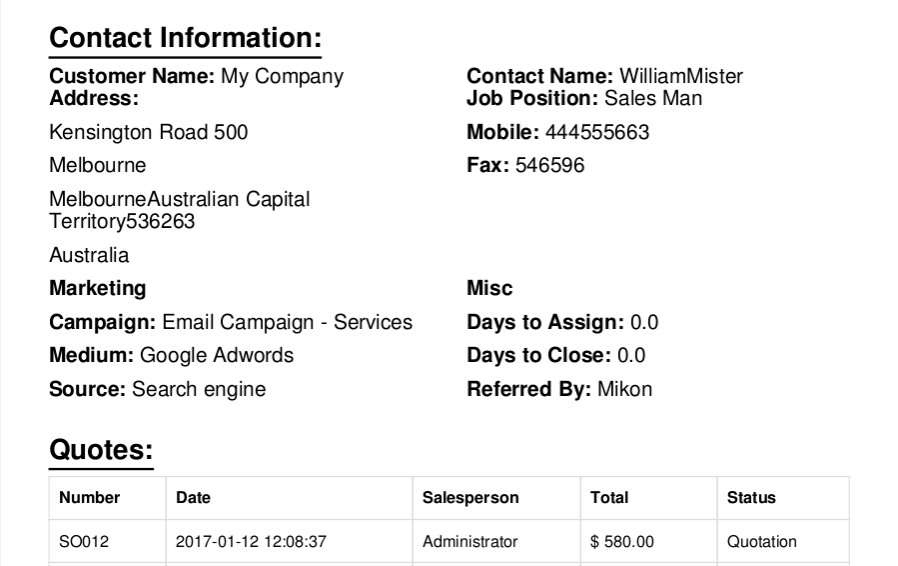 Contact Information:
Customer Name: My Company
Address:
Kensington Road 500
Melbourne
MelbourneAustralian Capital
Territory536263
Australia
Contact Name: WilliamMister
Job Position: Sales Man
Mobile: 444555663
Fax: 546596
Marketing
Campaign: Email Campaign - Services
Medium: Google Adwords
Source: Search engine
Misc
Days to Assign: 0.0
Days to Close: 0.0
Referred By: Mikon
Quotes:
Number Date Salesperson Total Status
SO012 2017-01-12 12:08:37 Administrator $ 580.00 Quotation